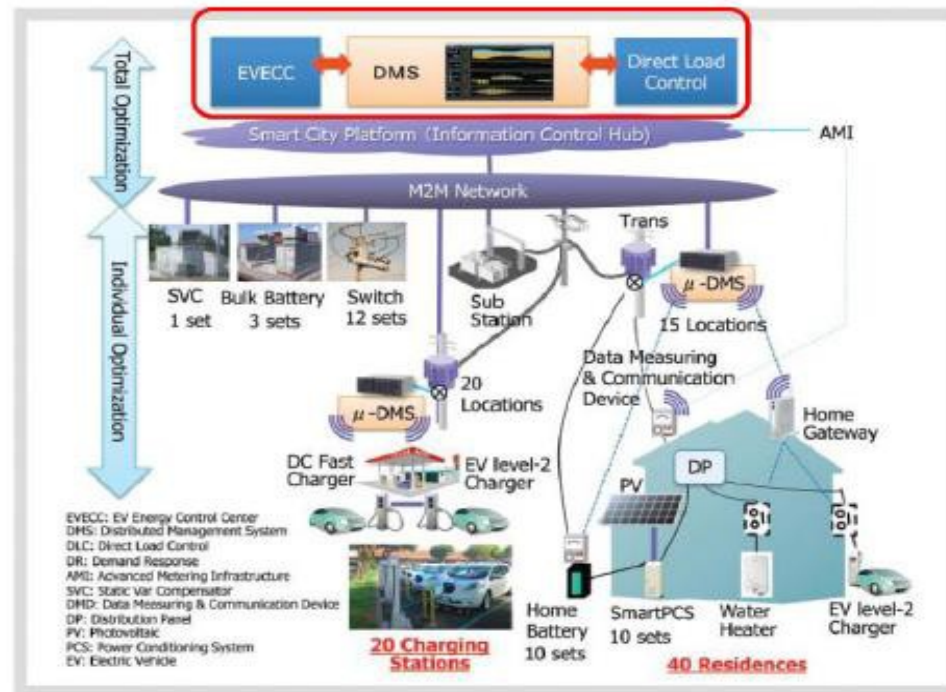 Total Optimization
EVECC
DMS
Direct Load
Control
Smart City Platform (Information Control Hub)
AMI
M2M Network
Individual Optimization
SVC
1 set
Bulk Battery
3 sets
Switch
12 sets
Sub
Station
Trans
μ-DMS
15 Locations
μ-DMS
20
Locations
Data Measuring
& Communication
Device
Home
Gateway
DC Fast
Charger
EV level-2
Charger
PV
DP
EVECC: EV Energy Control Center
DMS: Distributed Management System
DLC: Direct Load Control
DR: Demand Response
AMI: Advanced Metering Infrastructure
SVC: Static Var Compensator
DMD: Data Measuring & Communication Device
DP: Distribution Panel
PV: Photovoltaic
PCS: Power Conditioning System
EV: Electric Vehicle
20 Charging
Stations
Home
Battery
10 sets
SmartPCS
10 sets
Water
Heater
EV level-2
Charger
40 Residences